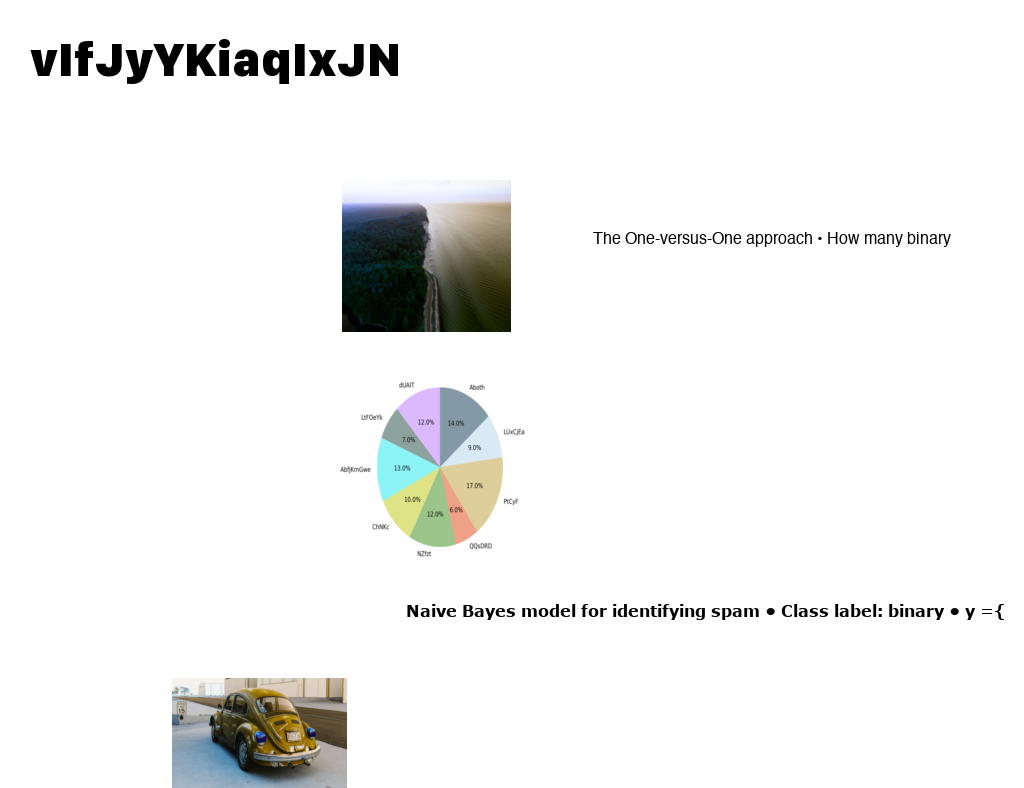 vIfJyYKiaqIxJN
The One-versus-One approach • How many binary
dUAIT
Aboth
LtFOeYk
12.0%
14.0%
LUxCjEa
7.0%
9.0%
AbfJKmGwe
13.0%
17.0%
10.0%
PtCyF
12.0%
6.0%
ChNKc
QQsDRD
NZfzt
Naive Bayes model for identifying spam • Class label: binary • y ={
15